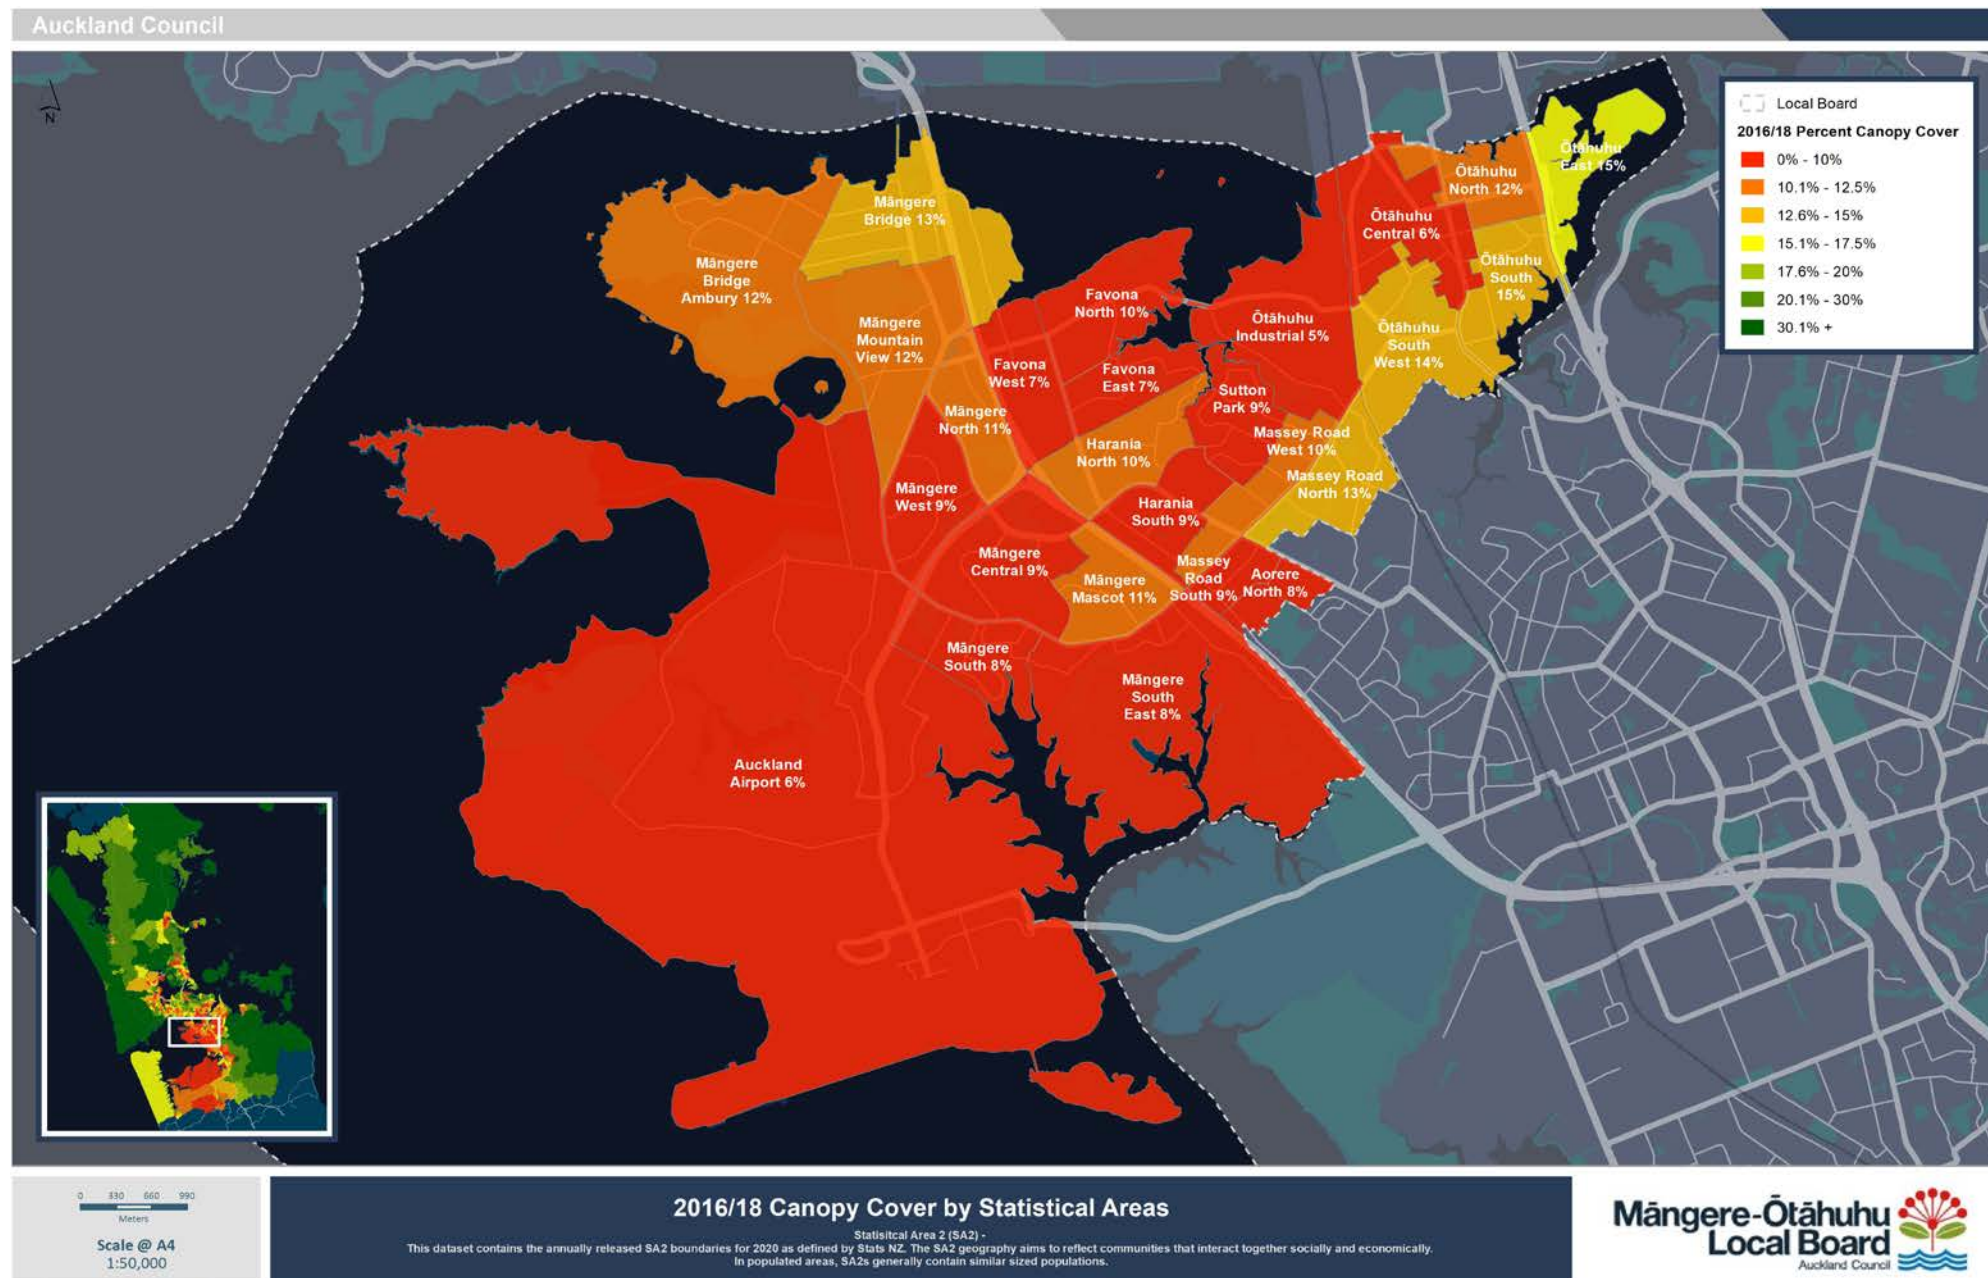 Auckland Council
N
Local Board
2016/18 Percent Canopy Cover
0% - 10%
10.1% - 12.5%
12.6% - 15%
15.1% - 17.5%
17.6% - 20%
20.1% - 30%
30.1% +
Ōtāhuhu
East 15%
Ōtāhuhu
North 12%
Ōtāhuhu
Central 6%
Māngere
Bridge 13%
Māngere
Bridge
Ambury 12%
Ōtāhuhu
South
15%
Favona
North 10%
Ōtāhuhu
Industrial 5%
Māngere
Mountain
View 12%
Ōtāhuhu
South
West 14%
Favona
West 7%
Favona
East 7%
Sutton
Park 9%
Māngere
North 11%
Harania
North 10%
Massey Road
West 10%
Massey Road
North 13%
Māngere
West 9%
Harania
South 9%
Māngere
Central 9%
Māngere
Mascot 11%
Massey
Road
South 9%
Aorere
North 8%
Māngere
South 8%
Māngere
South
East 8%
Auckland
Airport 6%
0 330 660 990
Meters
Scale @ A4
1:50,000
2016/18 Canopy Cover by Statistical Areas
Statisitcal Area 2 (SA2) -
This dataset contains the annually released SA2 boundaries for 2020 as defined by Stats NZ. The SA2 geography aims to reflect communities that interact together socially and economically.
In populated areas, SA2s generally contain similar sized populations.
Māngere-Ōtāhuhu
Local Board
Auckland Council